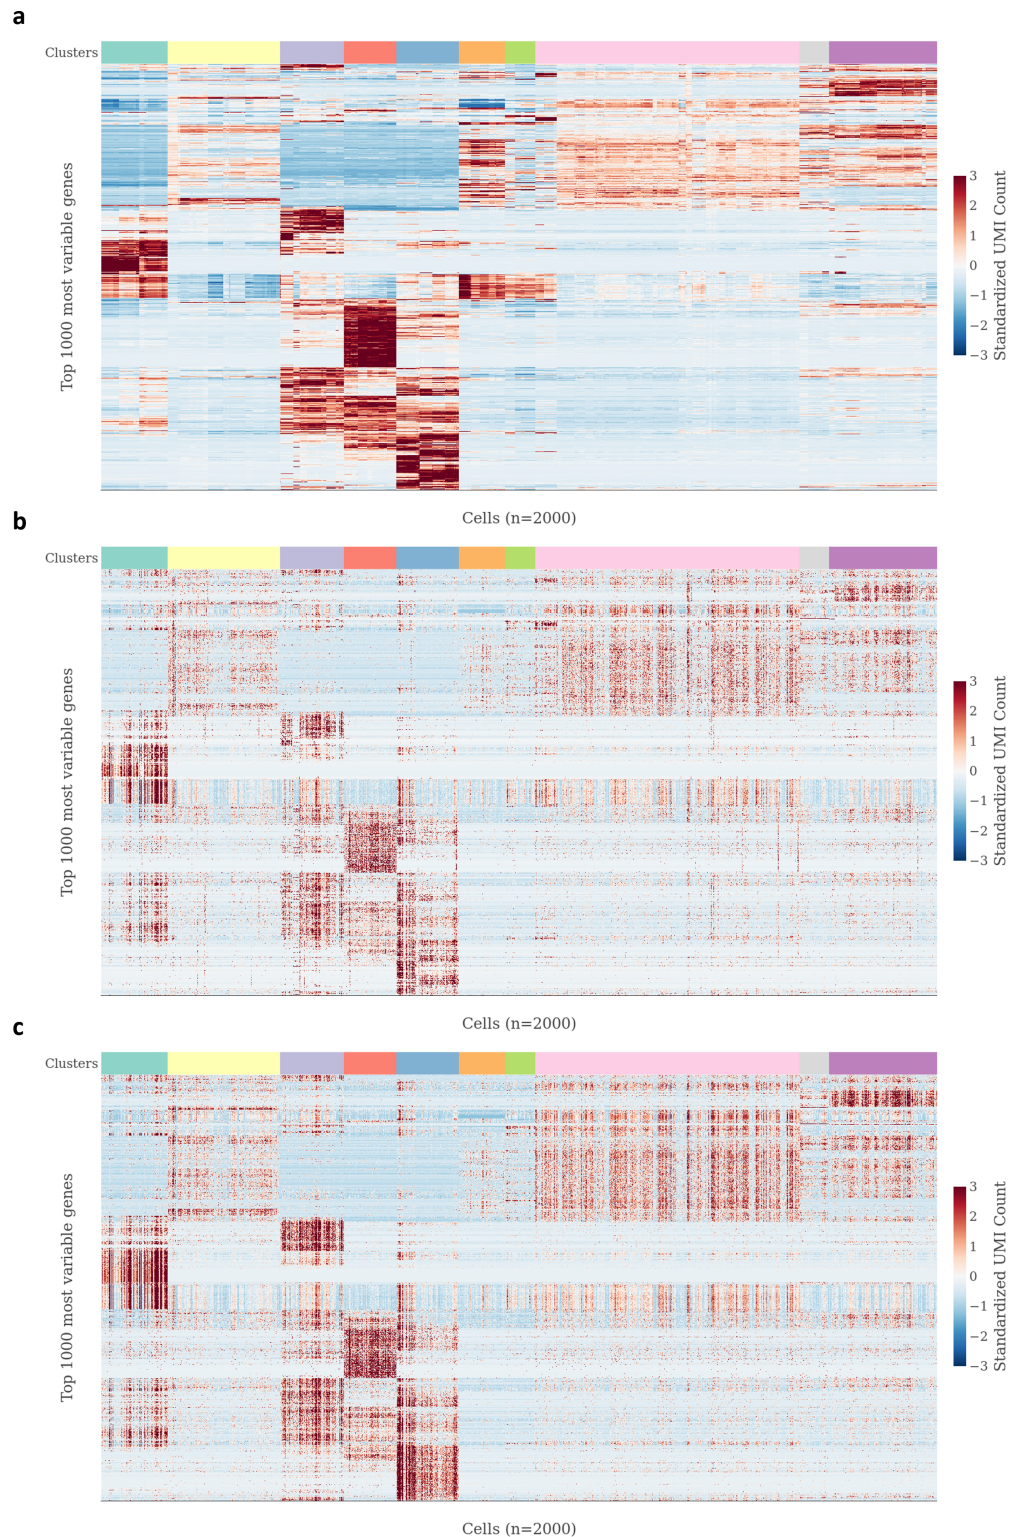 a
Clusters
Top 1000 most variable genes
3
2
1
0
−1
−2
−3
Standardized UMI Count
Cells (n=2000)
b
Clusters
Top 1000 most variable genes
3
2
1
0
−1
−2
−3
Standardized UMI Count
Cells (n=2000)
c
Clusters
Top 1000 most variable genes
3
2
1
0
−1
−2
−3
Standardized UMI Count
Cells (n=2000)